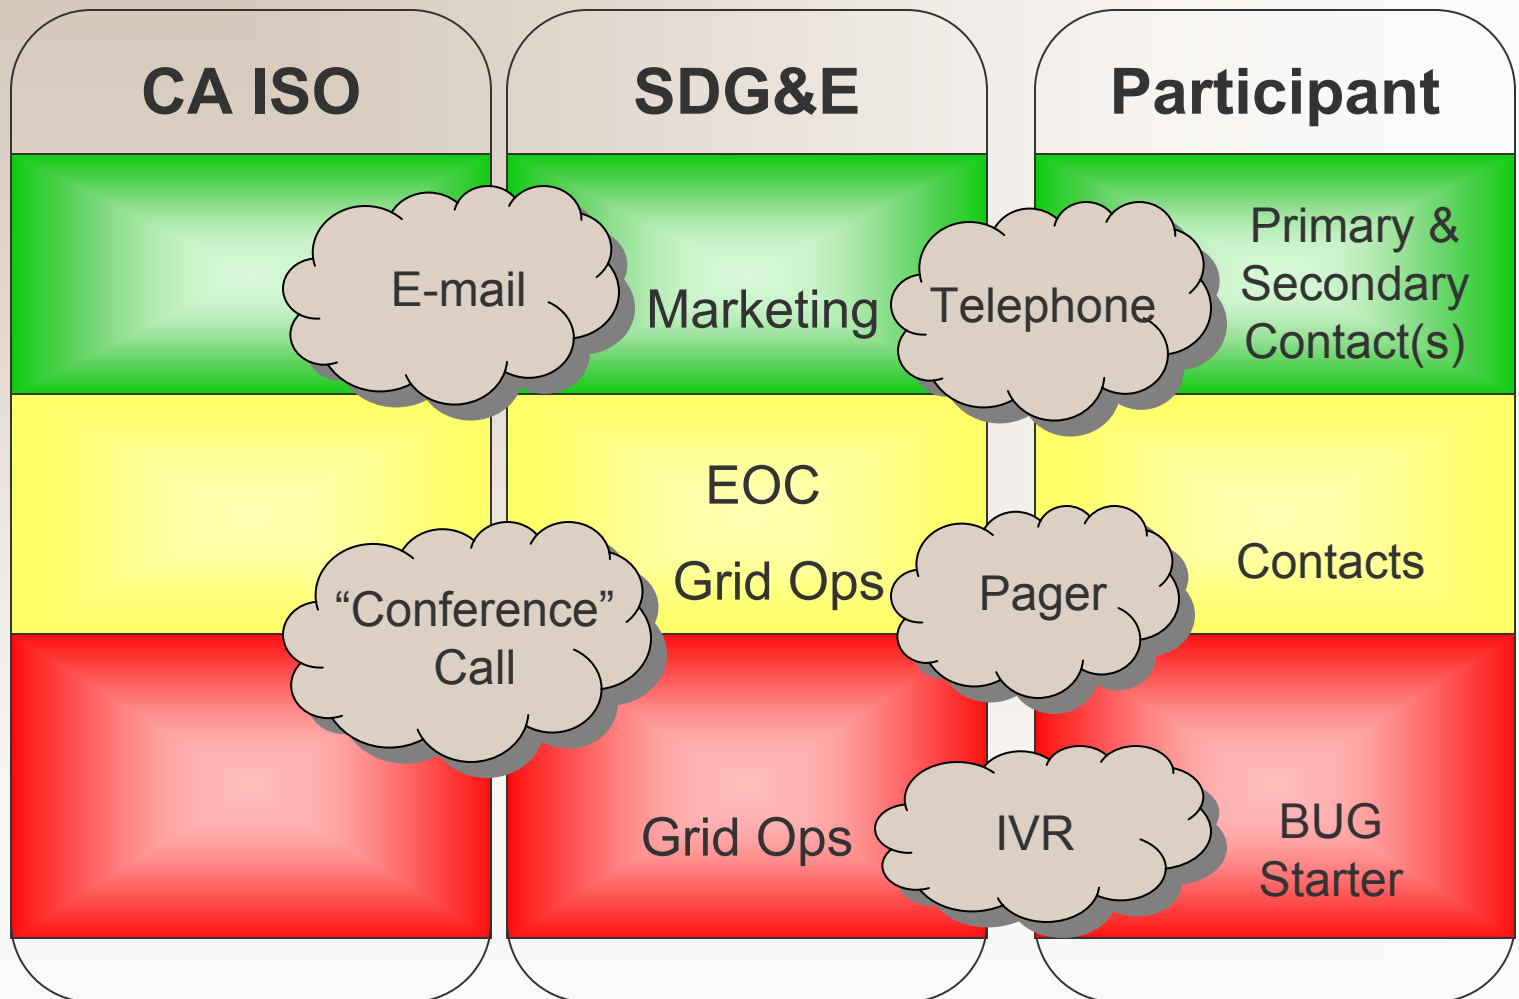 CA ISO
SDG&E
Participant
E-mail
Marketing
Telephone
Primary &
Secondary
Contact(s)
EOC
Grid Ops
“Conference”
Call
Pager
Contacts
Grid Ops
IVR
BUG
Starter